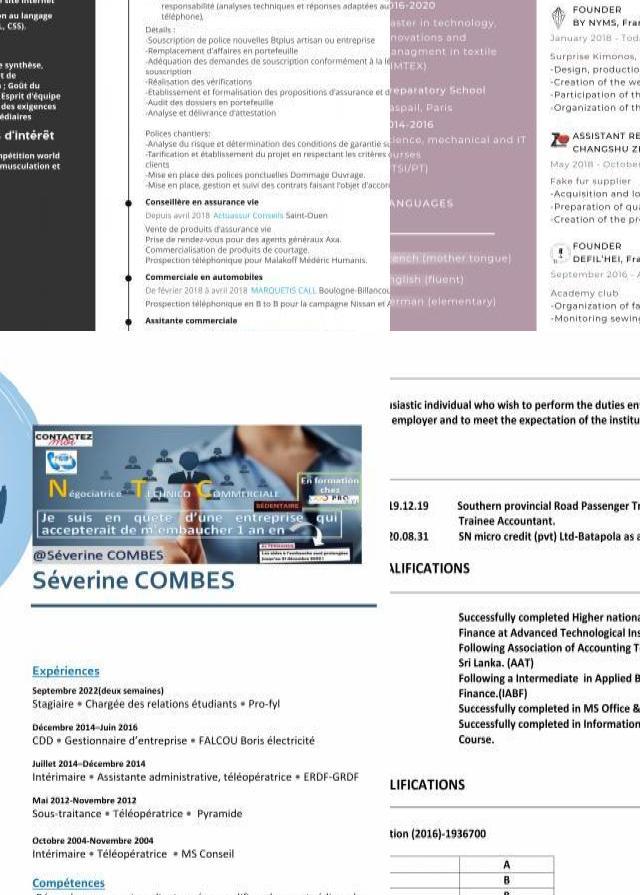 au langage
, CSS).
synthèse,
t de
; Goût du
Esprit d'équipe
des exigences
édiaires
d'intérêt
mpétition world
musculation et
responsabilité (analyses techniques et réponses adaptées au
téléphone).
Détails :
-Souscription de police nouvelles Btplus artisan ou entreprise
-Remplacement d'affaires en portefeuille
-Adéquation des demandes de souscription conformément à la lé
souscription
-Réalisation des vérifications
-Etablissement et formalisation des propositions d'assurance et d
-Audit des dossiers en portefeuille
-Analyse et délivrance d'attestation
Polices chantiers:
-Analyse du risque et détermination des conditions de garantie su
-Tarification et établissement du projet en respectant les critères
clients
-Mise en place des polices ponctuelles Dommage Ouvrage.
-Mise en place, gestion et suivi des contrats faisant l'objet d'accor
Conseillère en assurance vie
Depuis avril 2018 Actuassur Conseils Saint-Ouen
Vente de produits d'assurance vie
Prise de rendez-vous pour des agents généraux Axa.
Commercialisation de produits de courtage.
Prospection téléphonique pour Malakoff Médéric Humanis.
Commerciale en automobiles
De février 2018 à avril 2018 MARQUETIS CALL Boulogne-Billancou
Prospection téléphonique en B to B pour la campagne Nissan et
Assitante commerciale
016-2020
aster in technology,
novations and
anagment in textile
MTEX)
eparatory School
aspail, Paris
014-2016
ience, mechanical and IT
urses
TSI/PT)
ANGUAGES
ench (mother tongue)
nglish (fluent)
erman (elementary)
FOUNDER
BY NYMS, Fra
January 2018 - Tod
Surprise Kimonos,
-Design, productio
-Creation of the we
-Participation of th
-Organization of th
ASSISTANT RE
CHANGSHU ZI
May 2018 - October
Fake fur supplier
-Acquisition and lo
-Preparation of qua
-Creation of the pr
FOUNDER
DEFIL'HEI, Fra
September 2016 - A
Academy club
-Organization of fa
-Monitoring sewin
CONTACTEZ
moi
Négociatrice Technico Commerciale
SÉDENTAIRE
En formation
chez
PRO
Je suis en quête d'une entreprise qui
accepterait de m'embaucher 1 an en
ALTERNANCE
@Séverine COMBES
Séverine COMBES
Expériences
Septembre 2022(deux semaines)
Stagiaire • Chargée des relations étudiants • Pro-fyl
Décembre 2014–Juin 2016
CDD • Gestionnaire d'entreprise • FALCOU Boris électricité
Juillet 2014–Décembre 2014
Intérimaire • Assistante administrative, téléopératrice • ERDF-GRDF
Mai 2012-Novembre 2012
Sous-traitance • Téléopératrice • Pyramide
Octobre 2004-Novembre 2004
Intérimaire • Téléopératrice • MS Conseil
Compétences
usiastic individual who wish to perform the duties en
employer and to meet the expectation of the institu
19.12.19 Southern provincial Road Passenger Tr
Trainee Accountant.
20.08.31 SN micro credit (pvt) Ltd-Batapola as a
ALIFICATIONS
Successfully completed Higher nationa
Finance at Advanced Technological Ins
Following Association of Accounting T
Sri Lanka. (AAT)
Following a Intermediate in Applied B
Finance.(IABF)
Successfully completed in MS Office &
Successfully completed in Information
Course.
LIFICATIONS
tion (2016)-1936700
A
B
B